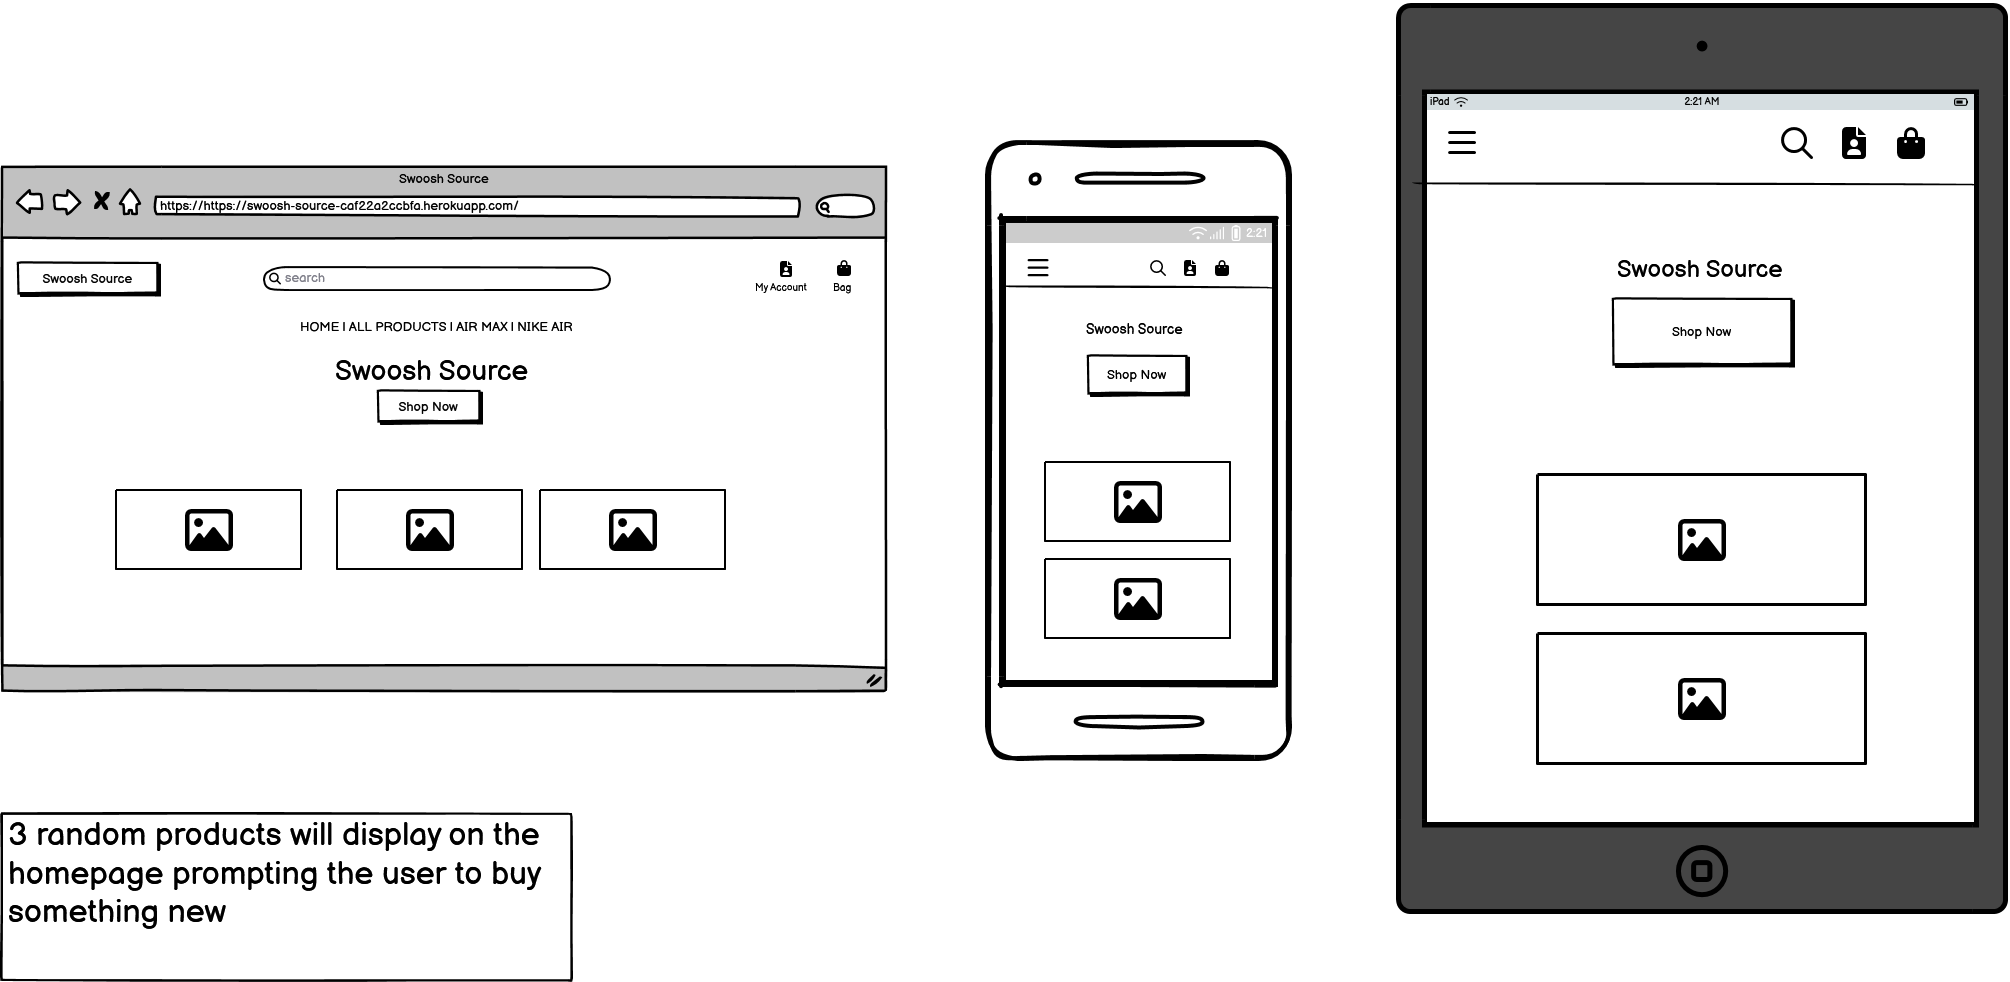 Swoosh Source
https://https://swoosh-source-caf22a2ccbfa.herokuapp.com/
Swoosh Source
search
My Account
Bag
HOME | ALL PRODUCTS | AIR MAX | NIKE AIR
Swoosh Source
Shop Now
3 random products will display on the
homepage prompting the user to buy
something new
2:21
Swoosh Source
Shop Now
iPad
2:21 AM
Swoosh Source
Shop Now